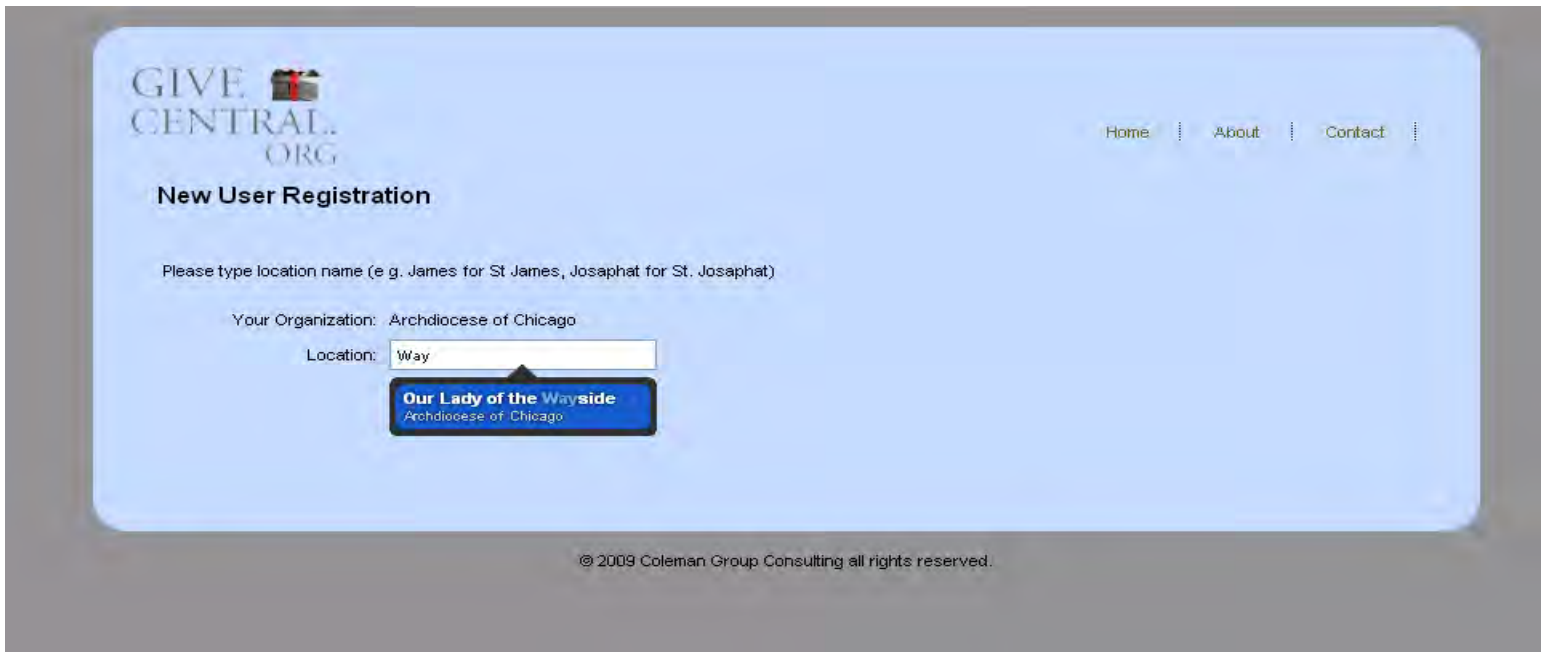 GIVE
CENTRAL.
ORG
Home About Contact
New User Registration
Please type location name (e g. James for St James, Josaphat for St. Josaphat)
Your Organization: Archdiocese of Chicago
Location: Way
Our Lady of the Wayside
Archdiocese of Chicago
© 2009 Coleman Group Consulting all rights reserved.